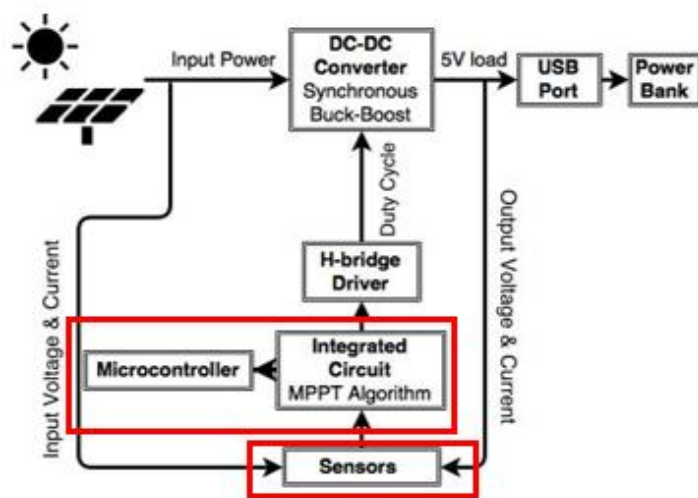 Input Power
DC-DC
Converter
Synchronous
Buck-Boost
5V load
USB
Port
Power
Bank
Duty Cycle
H-bridge
Driver
Input Voltage & Current
Output Voltage & Current
Microcontroller
Integrated
Circuit
MPPT Algorithm
Sensors